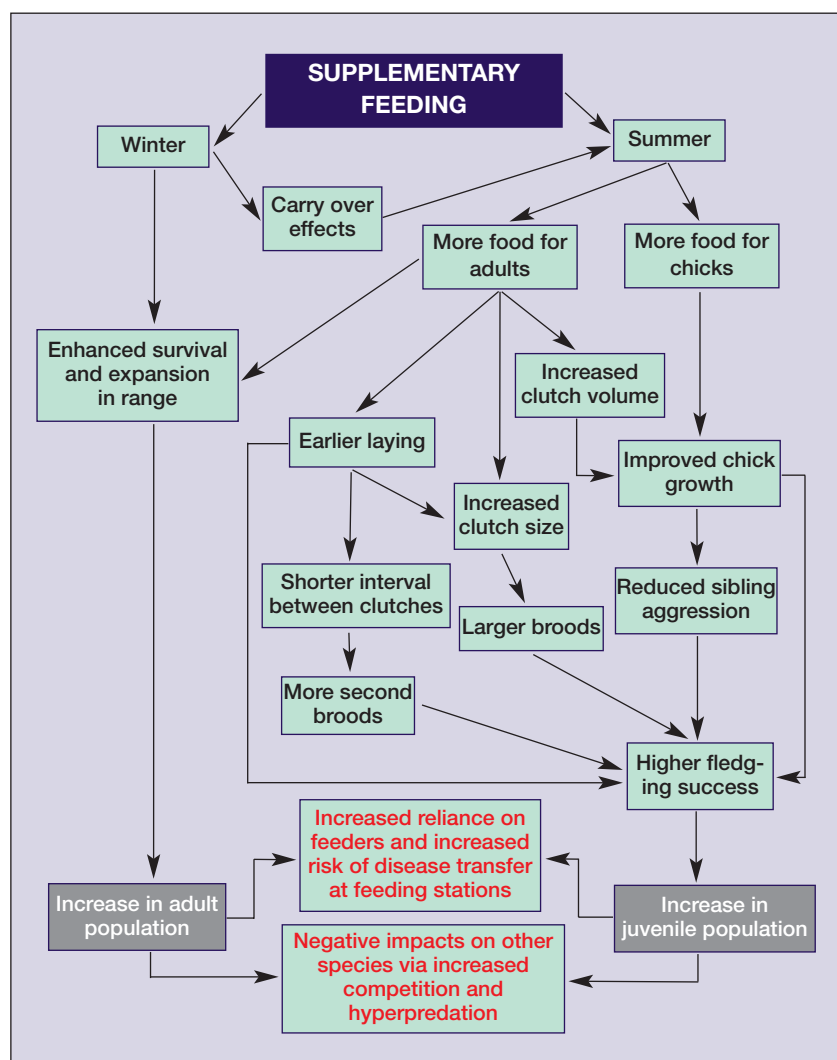 SUPPLEMENTARY
FEEDING
Winter
Summer
Carry over
effects
More food for
adults
More food for
chicks
Enhanced survival
and expansion
in range
Increased
clutch volume
Earlier laying
Improved chick
growth
Increased
clutch size
Shorter interval
between clutches
Reduced sibling
aggression
Larger broods
More second
broods
Higher fledg-
ing success
Increased reliance on
feeders and increased
risk of disease transfer
at feeding stations
Increase in adult
population
Increase in
juvenile population
Negative impacts on other
species via increased
competition and
hyperpredation